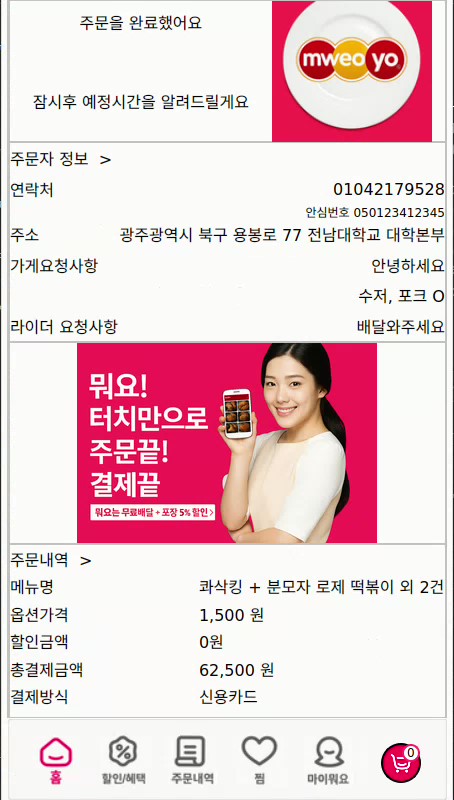 주문을 완료했어요
잠시후 예정시간을 알려드릴게요
mweo yo
주문자 정보 >
연락처 01042179528
안심번호 050123412345
주소 광주광역시 북구 용봉로 77 전남대학교 대학본부
가게요청사항 안녕하세요
수저, 포크 O
라이더 요청사항 배달와주세요
뭐요!
터치만으로
주문끝!
결제끝
뭐요는 무료배달 + 포장 5% 할인 >
주문내역 >
메뉴명 콰삭킹 + 분모자 로제 떡볶이 외 2건
옵션가격 1,500 원
할인금액 0원
총결제금액 62,500 원
결제방식 신용카드
0
홈 할인/혜택 주문내역 찜 마이뭐요